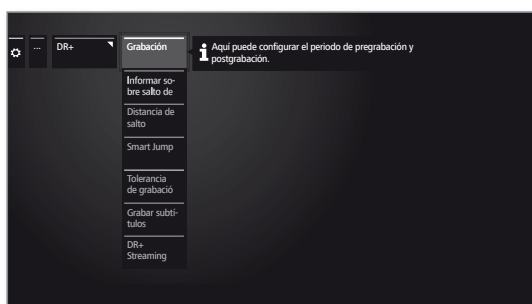 ...
DR+
Grabación
Aquí puede configurar el periodo de pregrabación y
postgrabación.
Informar so-
bre salto de
Distancia de
salto
Smart Jump
Tolerancia
de grabació
Grabar subtí-
tulos
DR+
Streaming